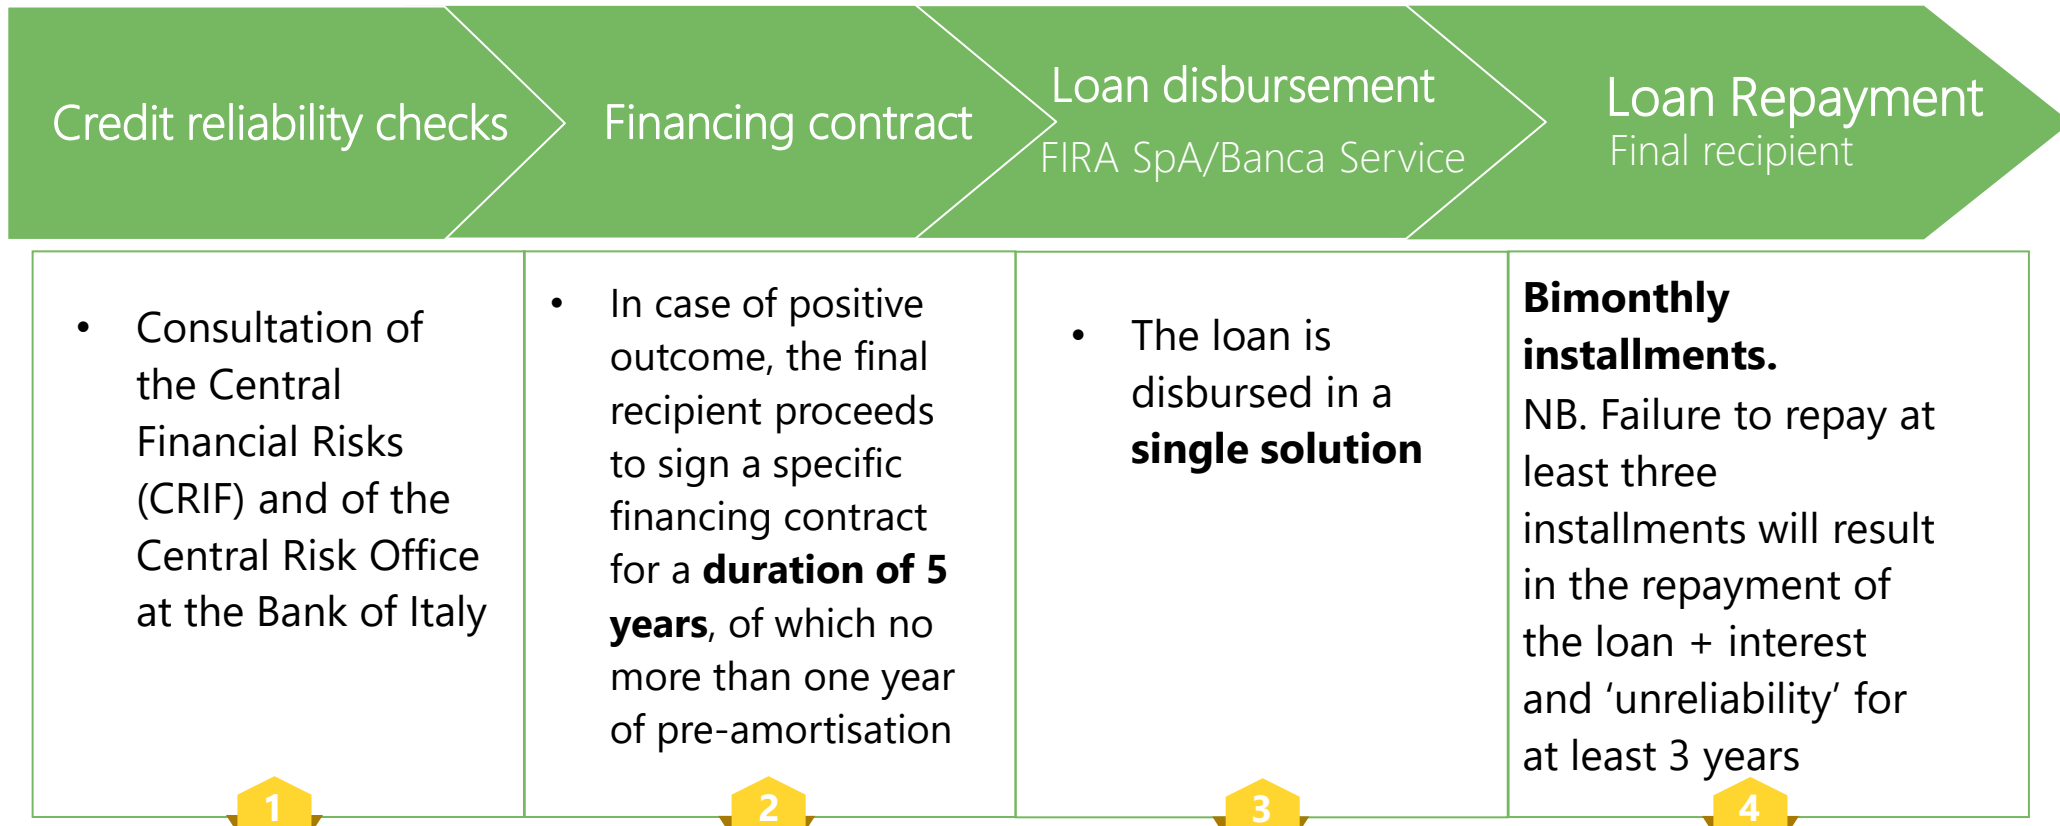 Credit reliability checks
Financing contract
Loan disbursement
FIRA SpA/Banca Service
Loan Repayment
Final recipient
• Consultation of
the Central
Financial Risks
(CRIF) and of the
Central Risk Office
at the Bank of Italy
1
• In case of positive
outcome, the final
recipient proceeds
to sign a specific
financing contract
for a duration of 5
years, of which no
more than one year
of pre-amortisation
2
• The loan is
disbursed in a
single solution
3
Bimonthly
installments.
NB. Failure to repay at
least three
installments will result
in the repayment of
the loan + interest
and ‘unreliability’ for
at least 3 years
4